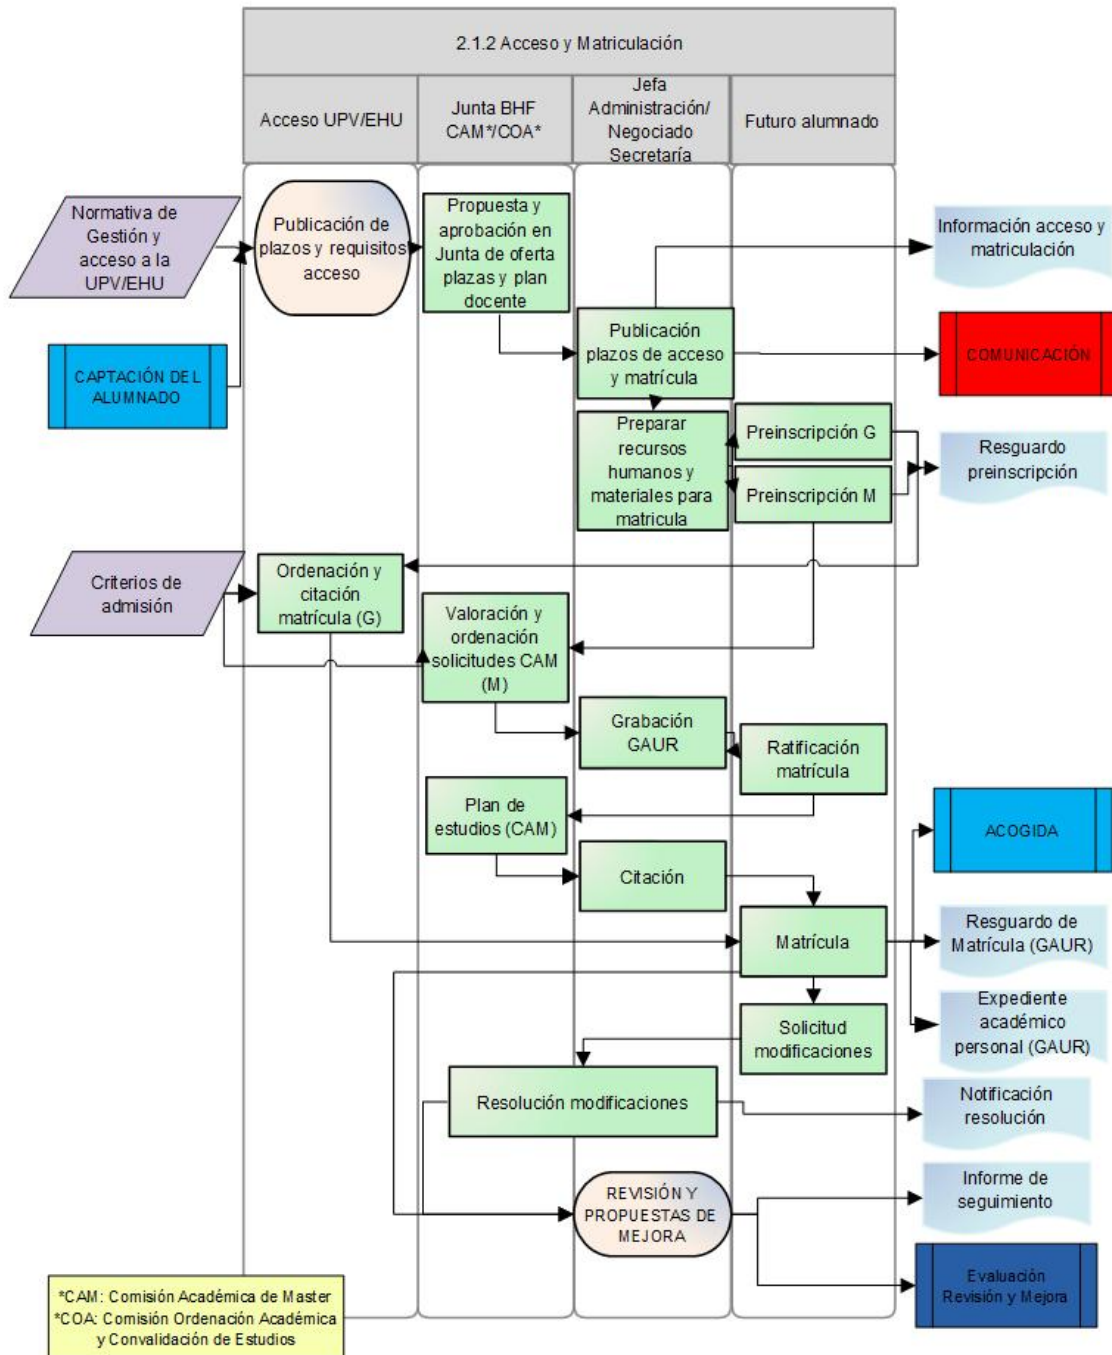 2.1.2 Acceso y Matriculación
Acceso UPV/EHU
Junta BHF
CAM*/COA*
Jefa
Administración/
Negociado
Secretaría
Futuro alumnado
Normativa de
Gestión y
acceso a la
UPV/EHU
Publicación de
plazos y requisitos
acceso
Propuesta y
aprobación en
Junta de oferta
plazas y plan
docente
Información acceso y
matriculación
CAPTACIÓN DEL
ALUMNADO
Publicación
plazos de acceso
y matrícula
COMUNICACIÓN
Preparar
recursos
humanos y
materiales para
matricula
Preinscripción G
Preinscripción M
Resguardo
preinscripción
Criterios de
admisión
Ordenación y
citación
matrícula (G)
Valoración y
ordenación
solicitudes CAM
(M)
Grabación
GAUR
Ratificación
matrícula
Plan de
estudios (CAM)
Citación
ACOGIDA
Matrícula
Resguardo de
Matrícula (GAUR)
Solicitud
modificaciones
Expediente
académico
personal (GAUR)
Resolución modificaciones
Notificación
resolución
REVISIÓN Y
PROPUESTAS DE
MEJORA
Informe de
seguimiento
Evaluación
Revisión y Mejora
*CAM: Comisión Académica de Master
*COA: Comisión Ordenación Académica
y Convalidación de Estudios